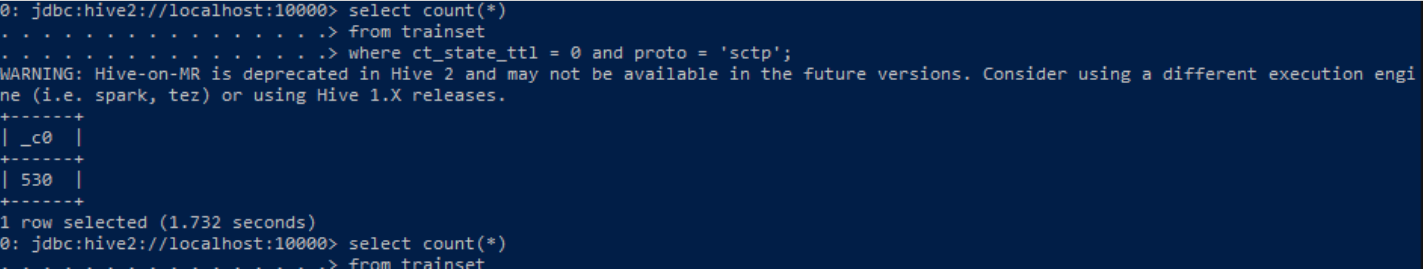 0: jdbc:hive2://localhost:10000> select count(*)
. . . . . . . . . . . . . . . .> from trainset
. . . . . . . . . . . . . . . .> where ct_state_ttl = 0 and proto = 'sctp';
WARNING: Hive-on-MR is deprecated in Hive 2 and may not be available in the future versions. Consider using a different execution engi
ne (i.e. spark, tez) or using Hive 1.X releases.
+------+
| _c0  |
+------+
| 530  |
+------+
1 row selected (1.732 seconds)
0: jdbc:hive2://localhost:10000> select count(*)
. . . . . . . . . . . . . . . .> from trainset